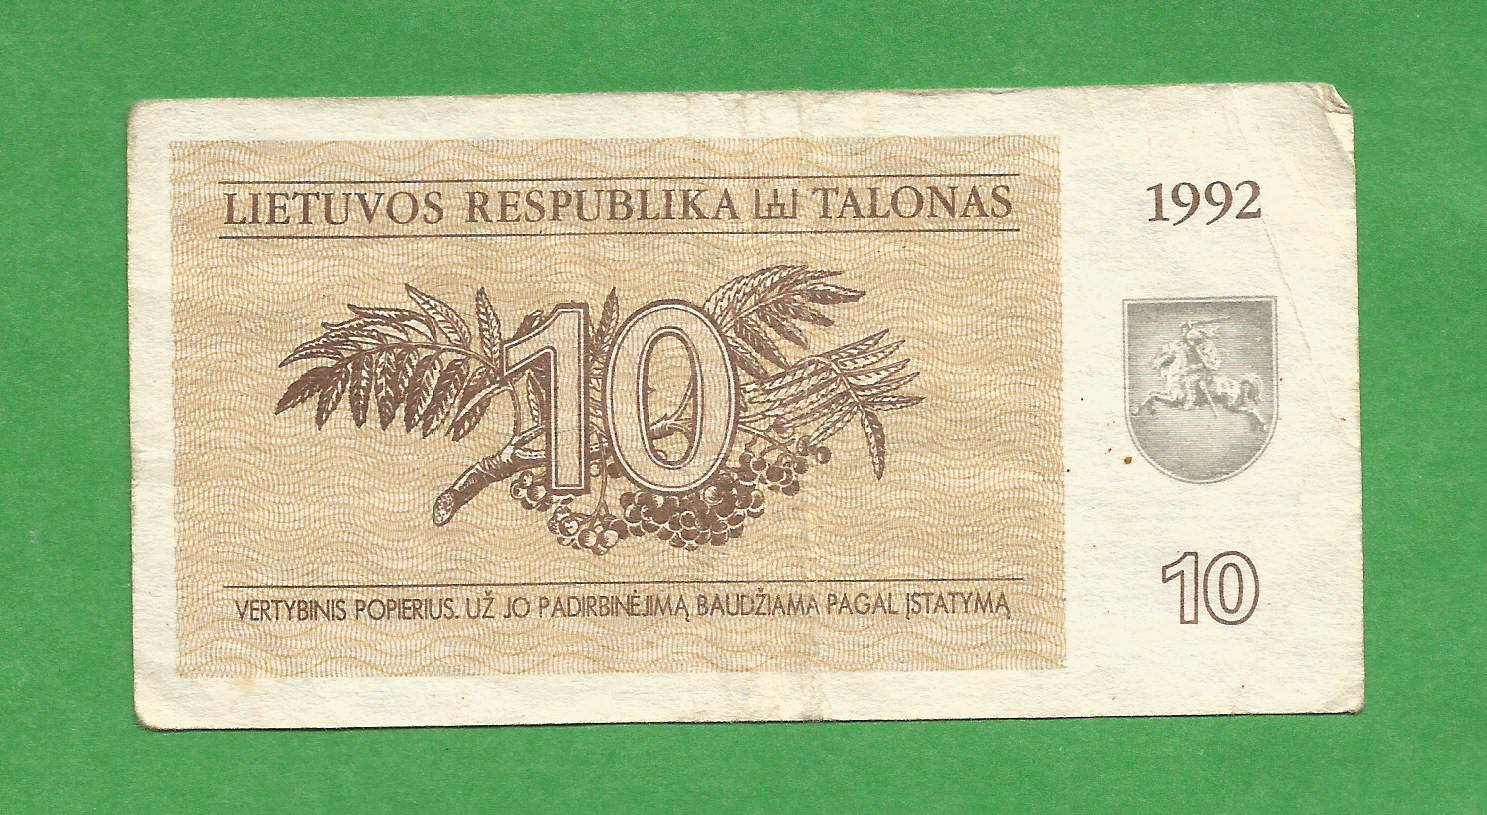 LIETUVOS RESPUBLIKA TALONAS
1992
10
VERTYBINIS POPIERIUS. UŽ JO PADIRBINĖJIMĄ BAUDŽIAMA PAGAL ĮSTATYMĄ
10